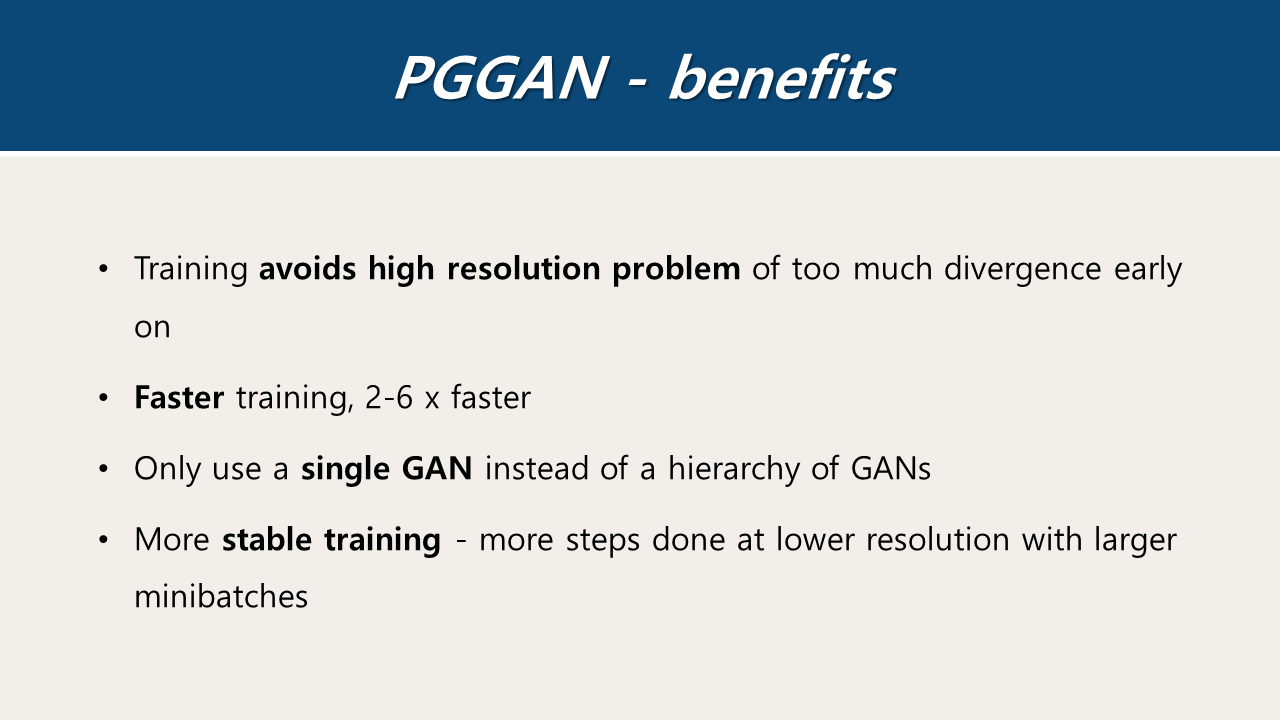 PGGAN - benefits
• Training avoids high resolution problem of too much divergence early
on
• Faster training, 2-6 x faster
• Only use a single GAN instead of a hierarchy of GANs
• More stable training - more steps done at lower resolution with larger
minibatches